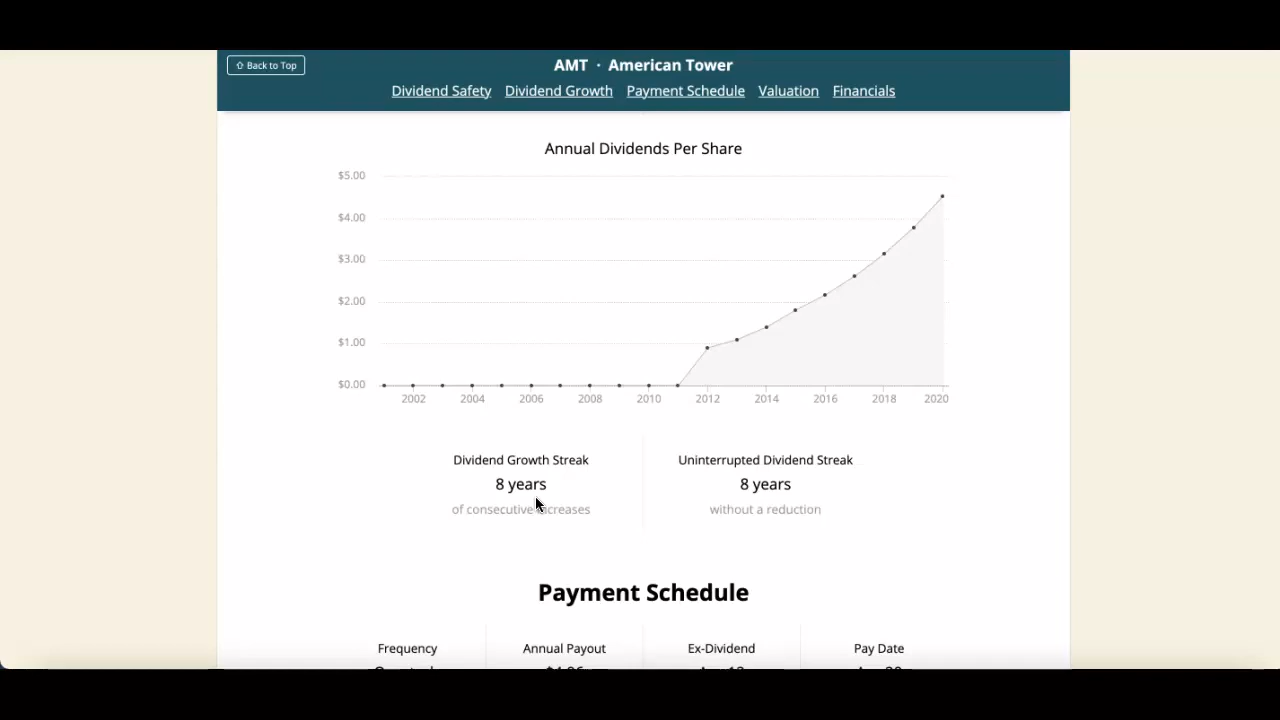 ⇧ Back to Top
AMT · American Tower
Dividend Safety Dividend Growth Payment Schedule Valuation Financials
Annual Dividends Per Share
$5.00
$4.00
$3.00
$2.00
$1.00
$0.00
2002 2004 2006 2008 2010 2012 2014 2016 2018 2020
Dividend Growth Streak
8 years
of consecutive increases
Uninterrupted Dividend Streak
8 years
without a reduction
Payment Schedule
Frequency Annual Payout Ex-Dividend Pay Date